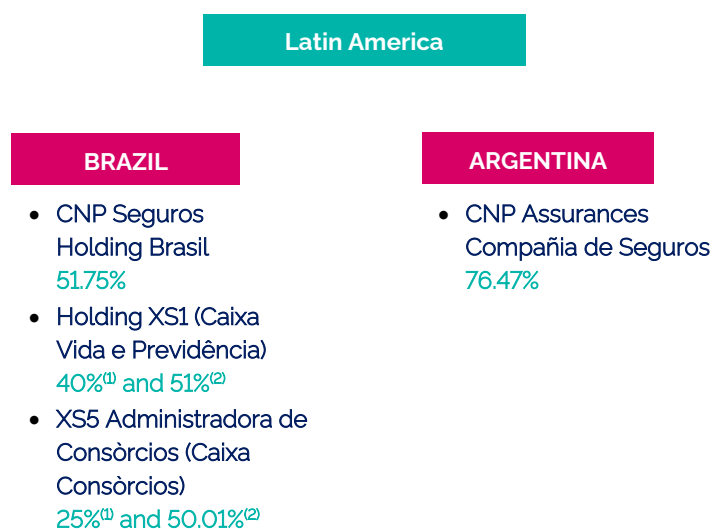 Latin America
BRAZIL
• CNP Seguros
Holding Brasil
51.75%
• Holding XS1 (Caixa
Vida e Previdência)
40%⁽¹⁾ and 51%⁽²⁾
• XS5 Administradora de
Consòrcios (Caixa
Consòrcios)
25%⁽¹⁾ and 50.01%⁽²⁾
ARGENTINA
• CNP Assurances
Compañia de Seguros
76.47%